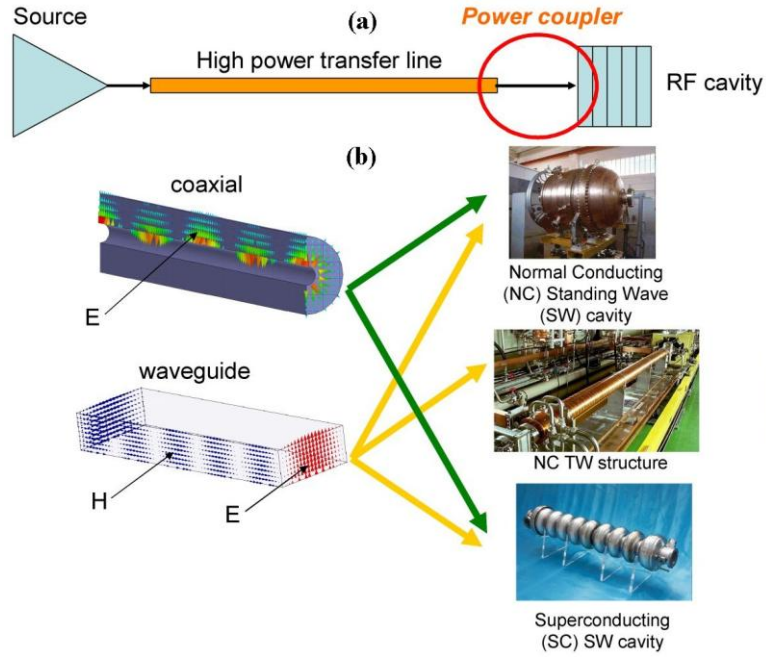 Source
(a)
Power coupler
High power transfer line
RF cavity
(b)
coaxial
E
Normal Conducting
(NC) Standing Wave
(SW) cavity
waveguide
H
E
NC TW structure
Superconducting
(SC) SW cavity